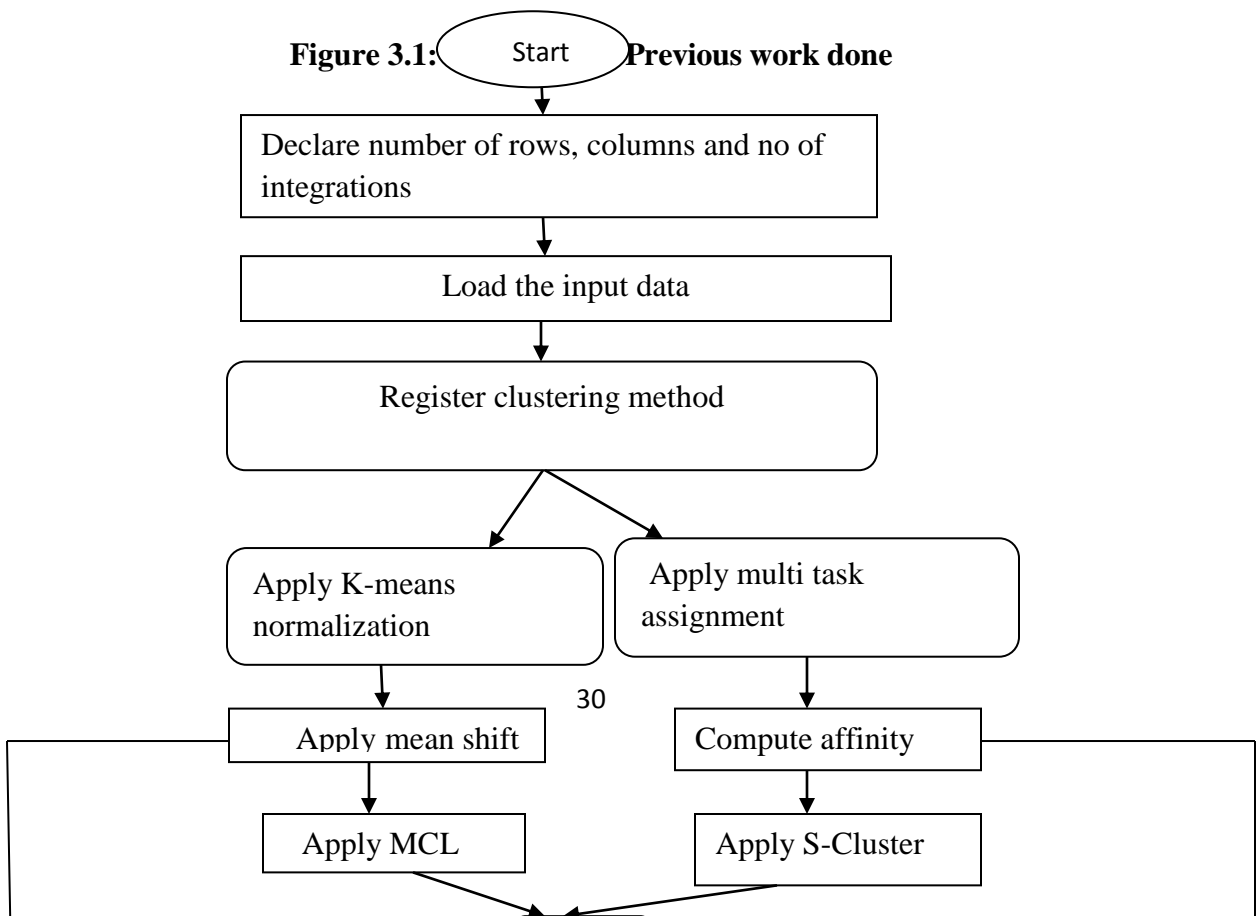 Figure 3.1: Start Previous work done
Declare number of rows, columns and no of
integrations
Load the input data
Register clustering method
Apply K-means
normalization
Apply multi task
assignment
30
Apply mean shift
Compute affinity
Apply MCL
Apply S-Cluster